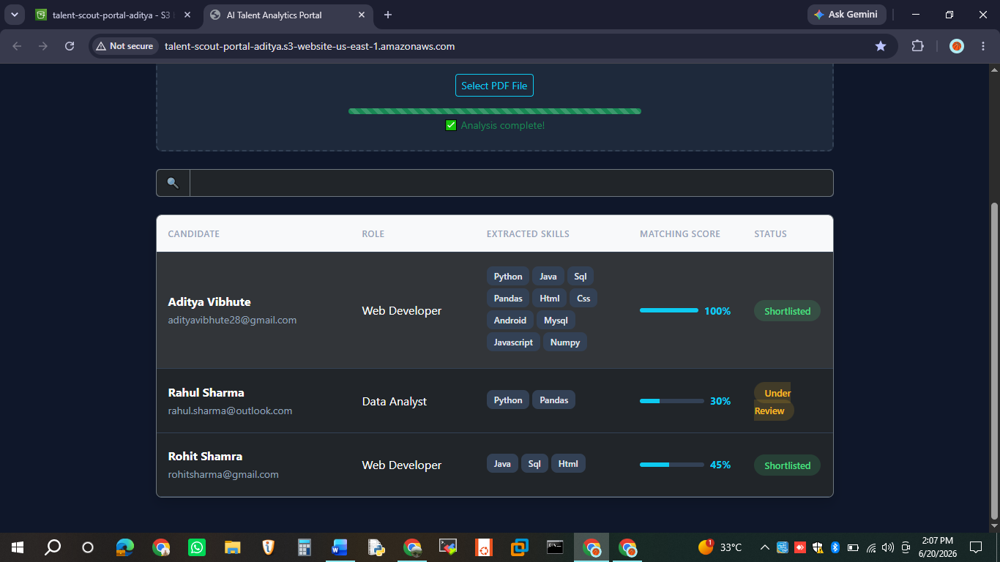 talent-scout-portal-aditya - S3
AI Talent Analytics Portal
Ask Gemini
Not secure
talent-scout-portal-aditya.s3-website-us-east-1.amazonaws.com
Select PDF File
Analysis complete!
CANDIDATE ROLE EXTRACTED SKILLS MATCHING SCORE STATUS
Aditya Vibhute
adityavibhute28@gmail.com
Web Developer
Python Java Sql
Pandas Html Css
Android Mysql
Javascript Numpy
100%
Shortlisted
Rahul Sharma
rahul.sharma@outlook.com
Data Analyst
Python Pandas
30%
Under
Review
Rohit Shamra
rohitsharma@gmail.com
Web Developer
Java Sql Html
45%
Shortlisted
1
33°C
2:07 PM
6/20/2026